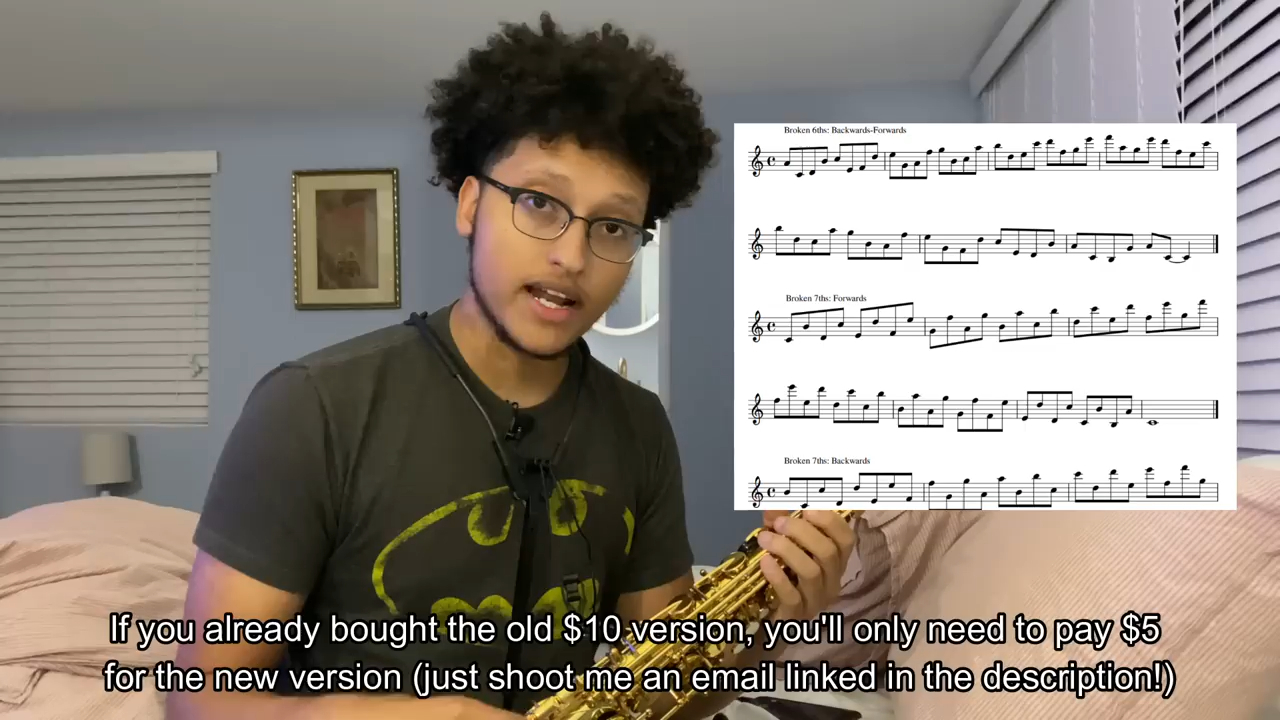 Broken 6ths: Backwards-Forwards
Broken 7ths: Forwards
Broken 7ths: Backwards
If you already bought the old $10 version, you'll only need to pay $5
for the new version (just shoot me an email linked in the description!)